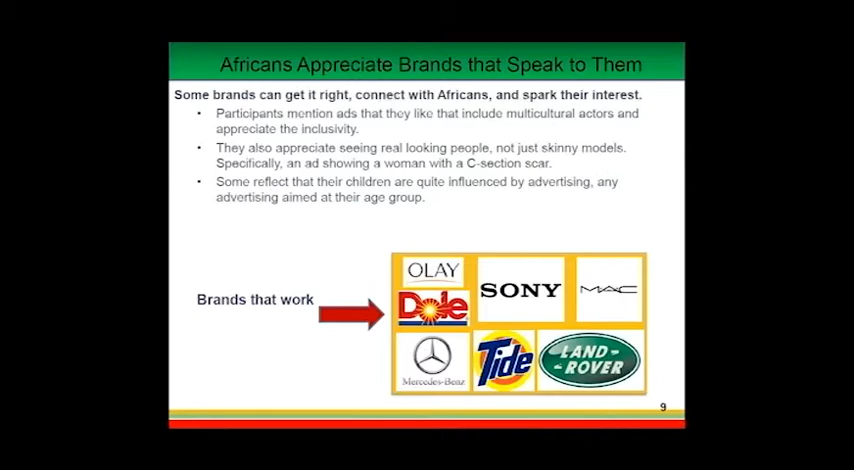 Africans Appreciate Brands that Speak to Them
Some brands can get it right, connect with Africans, and spark their interest.
• Participants mention ads that they like that include multicultural actors and
appreciate the inclusivity.
• They also appreciate seeing real looking people, not just skinny models.
Specifically, an ad showing a woman with a C-section scar.
• Some reflect that their children are quite influenced by advertising, any
advertising aimed at their age group.
Brands that work
OLAY
SONY
MAC
Dole
Mercedes-Benz
Tide
LAND-
-ROVER
9